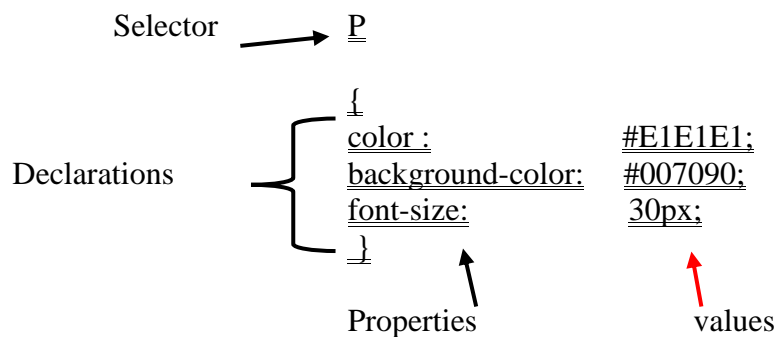 Selector P
{
color : #E1E1E1;
Declarations background-color: #007090;
font-size: 30px;
}
Properties values